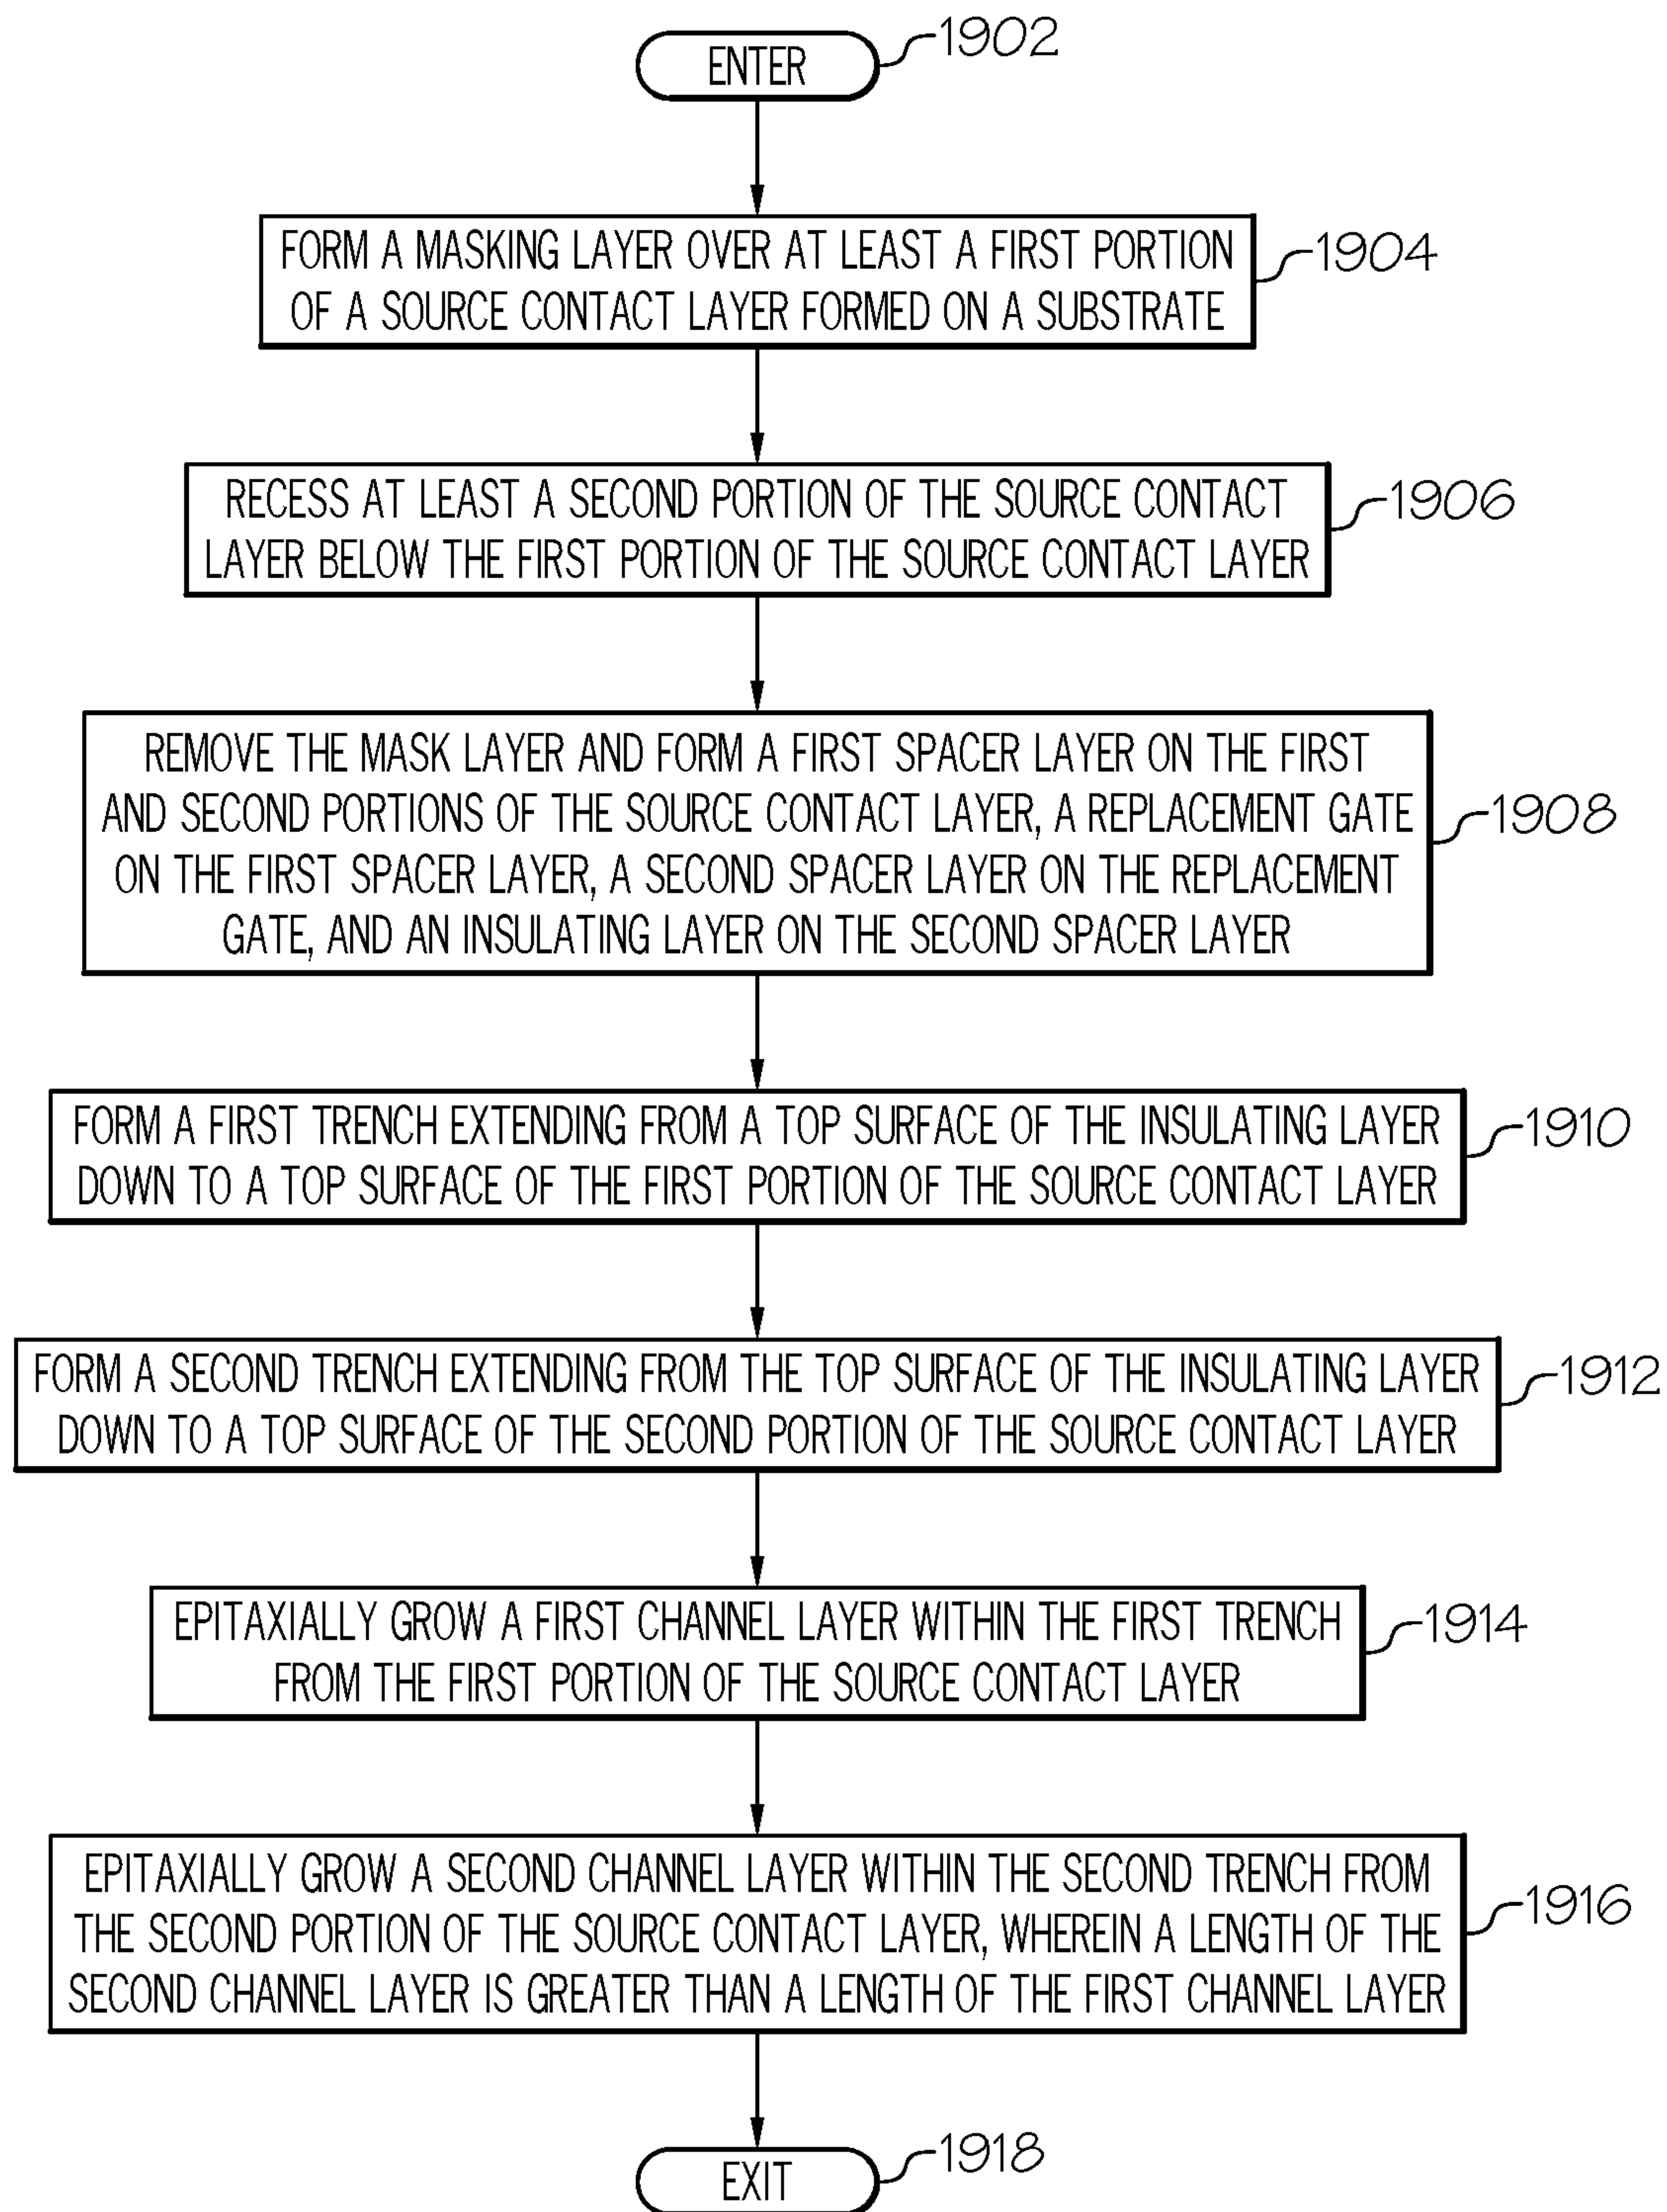 ENTER
1902
FORM A MASKING LAYER OVER AT LEAST A FIRST PORTION
OF A SOURCE CONTACT LAYER FORMED ON A SUBSTRATE
1904
RECESS AT LEAST A SECOND PORTION OF THE SOURCE CONTACT
LAYER BELOW THE FIRST PORTION OF THE SOURCE CONTACT LAYER
1906
REMOVE THE MASK LAYER AND FORM A FIRST SPACER LAYER ON THE FIRST
AND SECOND PORTIONS OF THE SOURCE CONTACT LAYER, A REPLACEMENT GATE
ON THE FIRST SPACER LAYER, A SECOND SPACER LAYER ON THE REPLACEMENT
GATE, AND AN INSULATING LAYER ON THE SECOND SPACER LAYER
1908
FORM A FIRST TRENCH EXTENDING FROM A TOP SURFACE OF THE INSULATING LAYER
DOWN TO A TOP SURFACE OF THE FIRST PORTION OF THE SOURCE CONTACT LAYER
1910
FORM A SECOND TRENCH EXTENDING FROM THE TOP SURFACE OF THE INSULATING LAYER
DOWN TO A TOP SURFACE OF THE SECOND PORTION OF THE SOURCE CONTACT LAYER
1912
EPITAXIALLY GROW A FIRST CHANNEL LAYER WITHIN THE FIRST TRENCH
FROM THE FIRST PORTION OF THE SOURCE CONTACT LAYER
1914
EPITAXIALLY GROW A SECOND CHANNEL LAYER WITHIN THE SECOND TRENCH FROM
THE SECOND PORTION OF THE SOURCE CONTACT LAYER, WHEREIN A LENGTH OF THE
SECOND CHANNEL LAYER IS GREATER THAN A LENGTH OF THE FIRST CHANNEL LAYER
1916
EXIT
1918